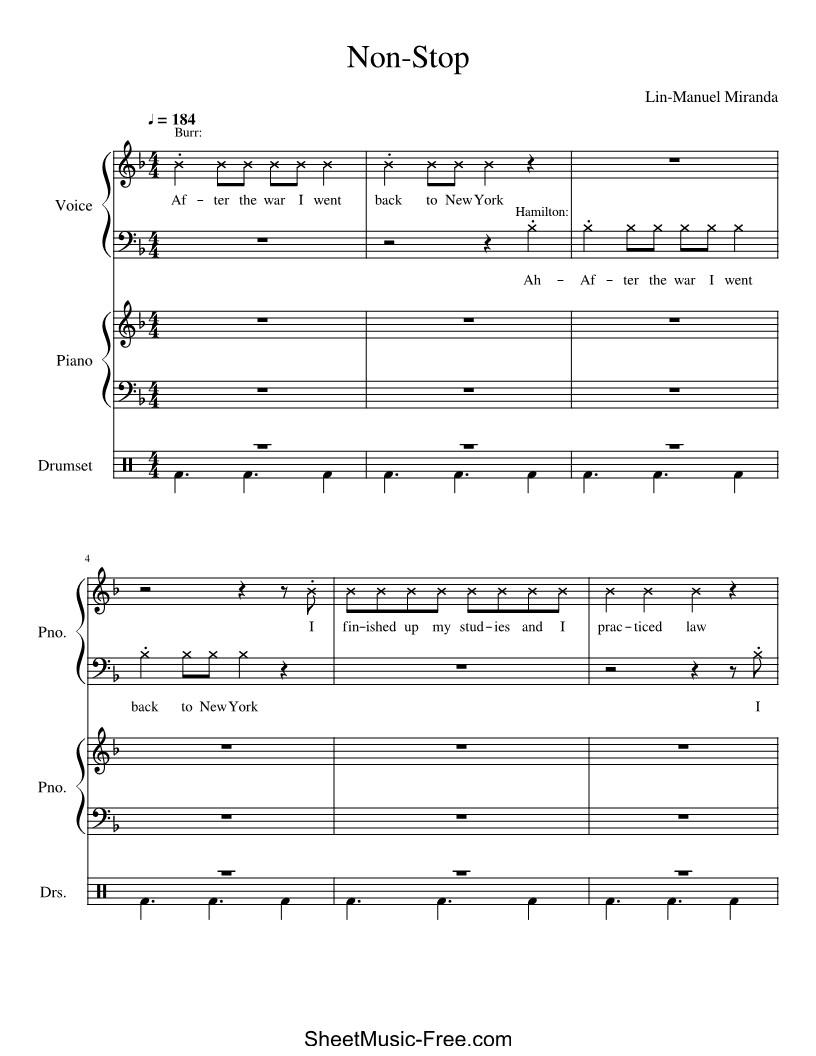 Non-Stop
Lin-Manuel Miranda
♩ = 184
Burr:
Voice
Af - ter the war I went back to New York
Hamilton:
Ah - Af - ter the war I went
Piano
Drumset
4
Pno.
I fin-ished up my stud-ies and I prac-ticed law
back to New York I
Pno.
Drs.
SheetMusic-Free.com